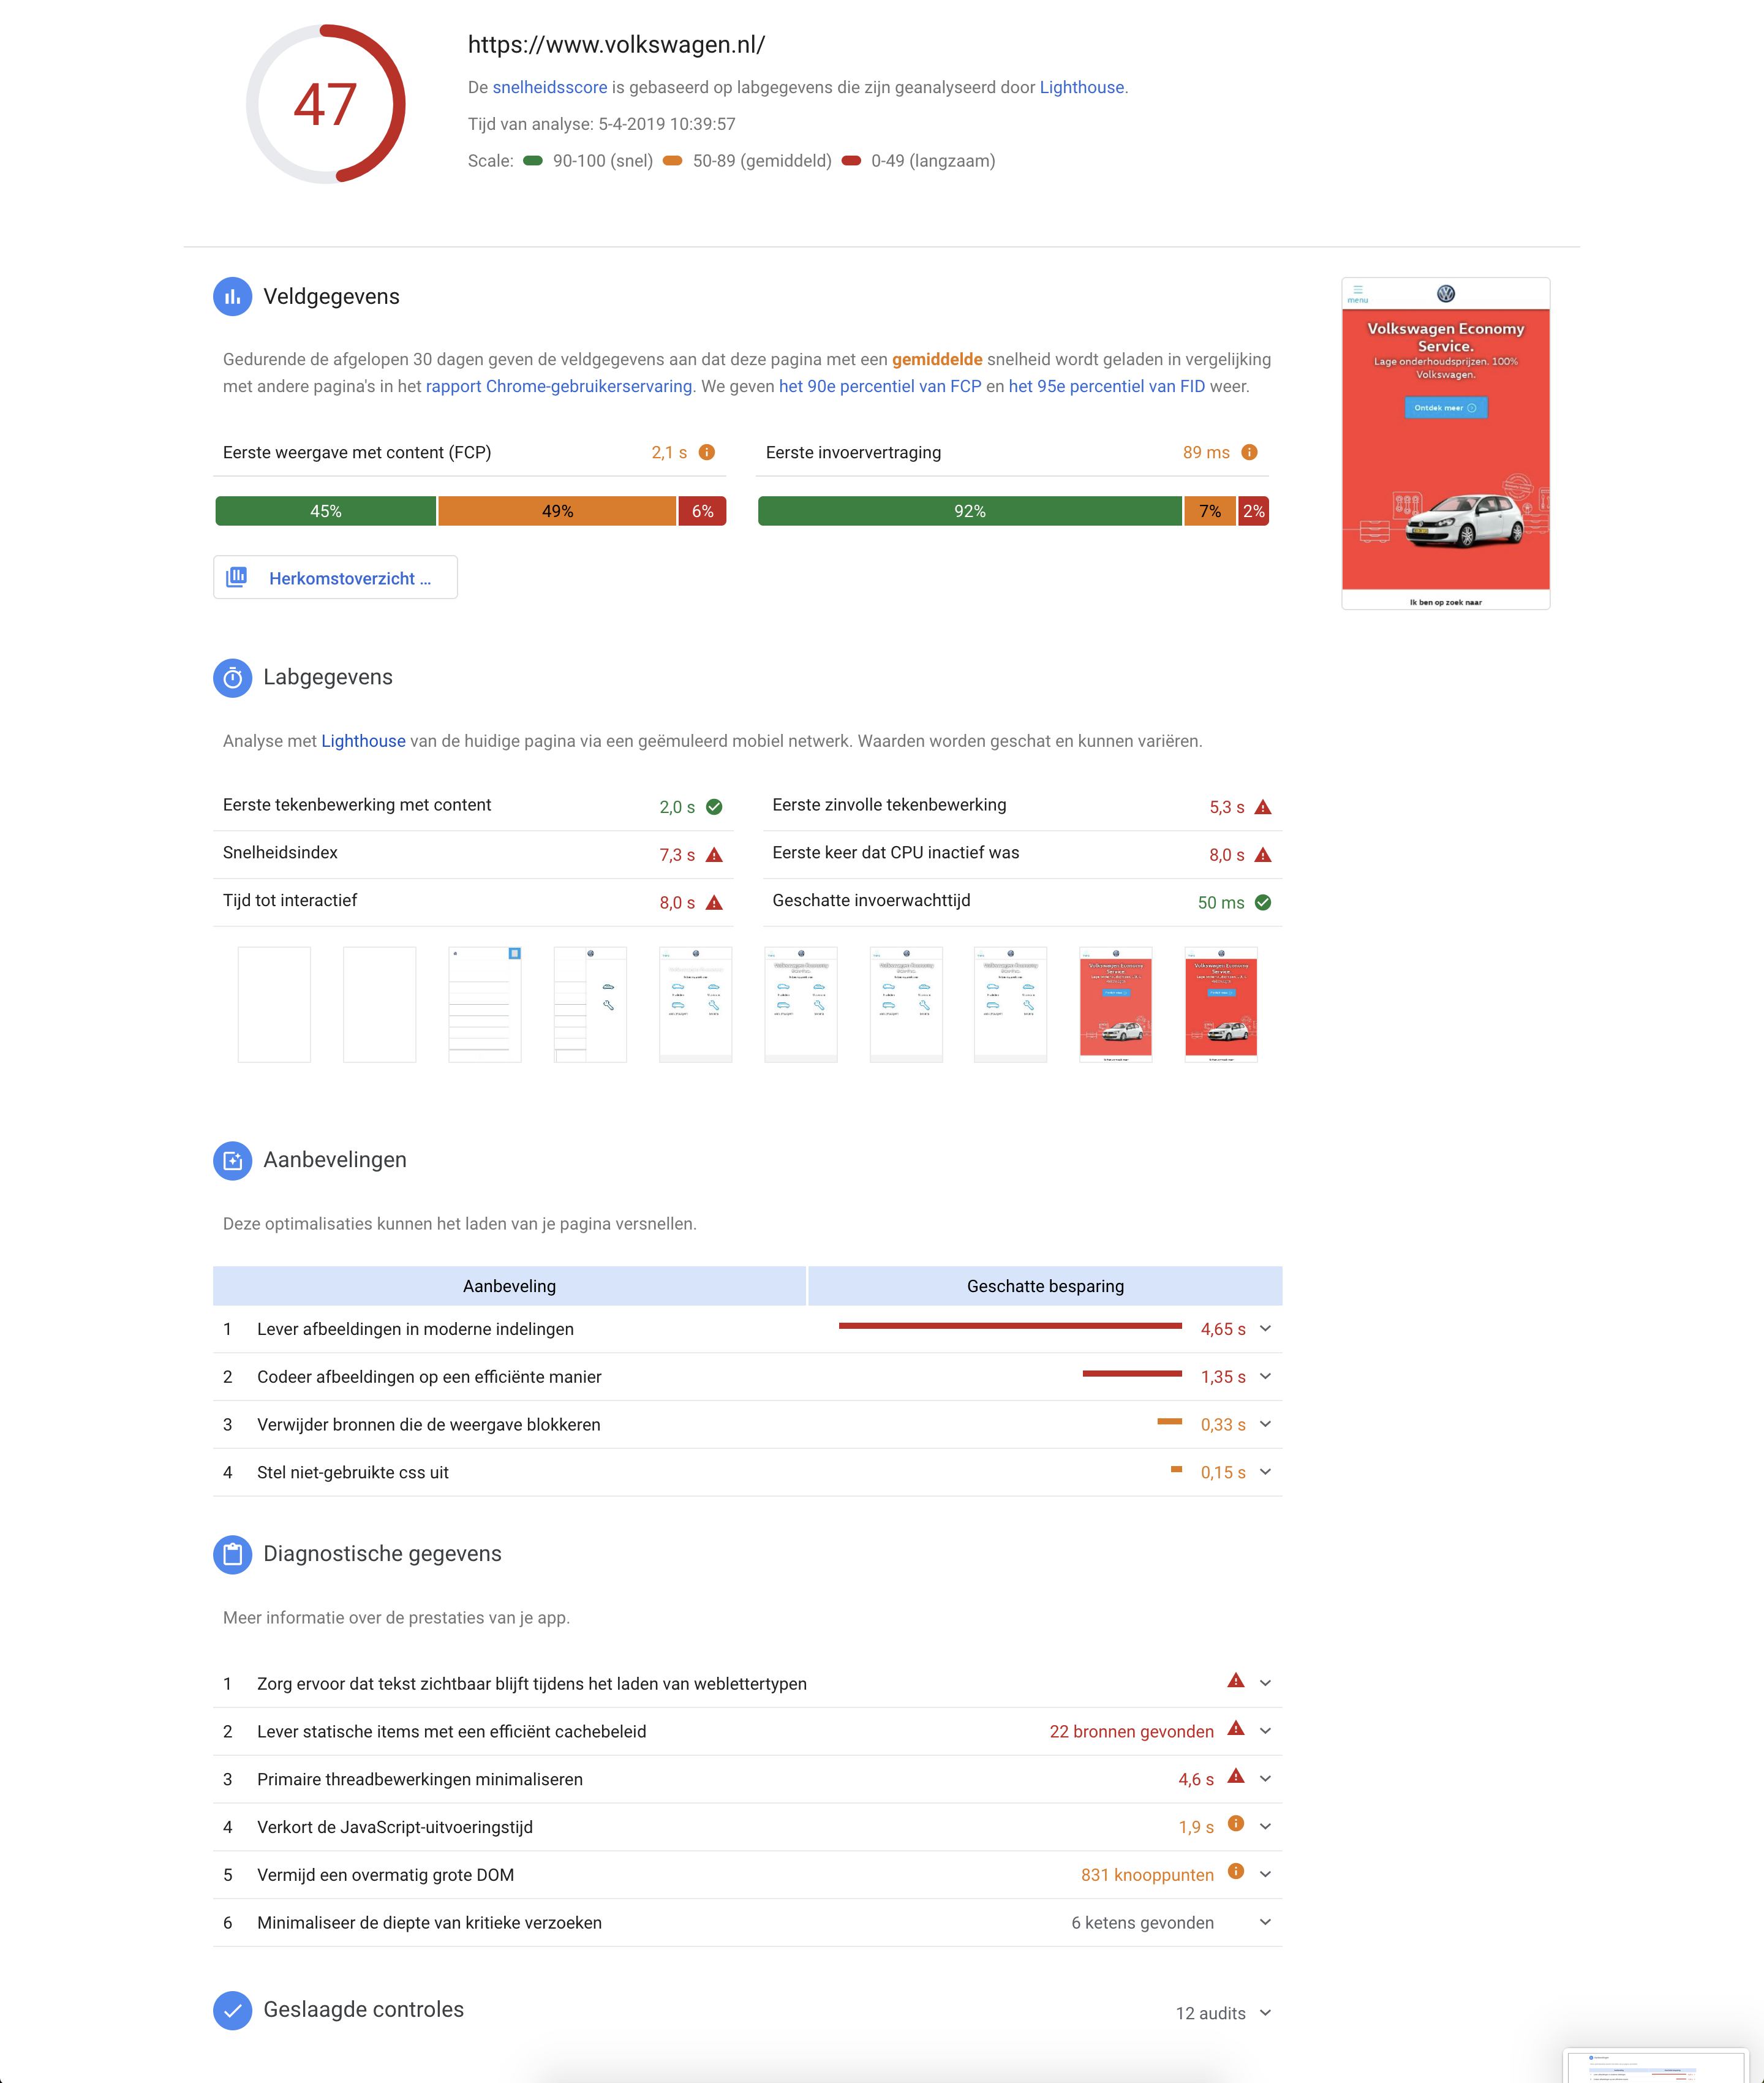 47
https://www.volkswagen.nl/
De snelheidsscore is gebaseerd op labgegevens die zijn geanalyseerd door Lighthouse.
Tijd van analyse: 5-4-2019 10:39:57
Scale: 90-100 (snel) 50-89 (gemiddeld) 0-49 (langzaam)
Veldgegevens
Gedurende de afgelopen 30 dagen geven de veldgegevens aan dat deze pagina met een gemiddelde snelheid wordt geladen in vergelijking
met andere pagina's in het rapport Chrome-gebruikerservaring. We geven het 90e percentiel van FCP en het 95e percentiel van FID weer.
Eerste weergave met content (FCP) 2,1 s
45% 49% 6%
Eerste invoervertraging 89 ms
92% 7% 2%
Herkomstoverzicht ...
menu
Volkswagen Economy
Service.
Lage onderhoudsprijzen. 100%
Volkswagen.
Ontdek meer
Ik ben op zoek naar
Labgegevens
Analyse met Lighthouse van de huidige pagina via een geëmuleerd mobiel netwerk. Waarden worden geschat en kunnen variëren.
Eerste tekenbewerking met content 2,0 s
Eerste zinvolle tekenbewerking 5,3 s
Snelheidsindex 7,3 s
Eerste keer dat CPU inactief was 8,0 s
Tijd tot interactief 8,0 s
Geschatte invoerwachttijd 50 ms
Aanbevelingen
Deze optimalisaties kunnen het laden van je pagina versnellen.
Aanbeveling Geschatte besparing
1 Lever afbeeldingen in moderne indelingen 4,65 s
2 Codeer afbeeldingen op een efficiënte manier 1,35 s
3 Verwijder bronnen die de weergave blokkeren 0,33 s
4 Stel niet-gebruikte css uit 0,15 s
Diagnostische gegevens
Meer informatie over de prestaties van je app.
1 Zorg ervoor dat tekst zichtbaar blijft tijdens het laden van weblettertypen
2 Lever statische items met een efficiënt cachebeleid 22 bronnen gevonden
3 Primaire threadbewerkingen minimaliseren 4,6 s
4 Verkort de JavaScript-uitvoeringstijd 1,9 s
5 Vermijd een overmatig grote DOM 831 knooppunten
6 Minimaliseer de diepte van kritieke verzoeken 6 ketens gevonden
Geslaagde controles 12 audits